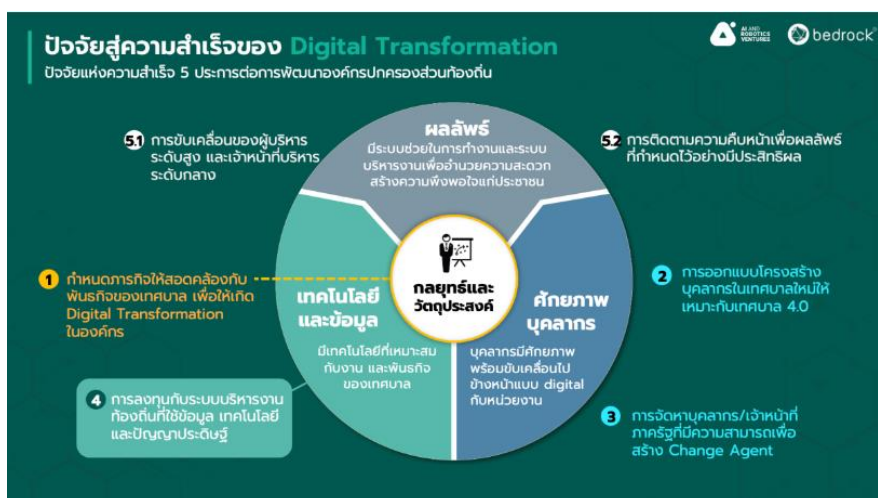 ปัจจัยสู่ความสำเร็จของ Digital Transformation
ปัจจัยแห่งความสำเร็จ 5 ประการต่อการพัฒนาองค์กรปกครองส่วนท้องถิ่น
AI AND
ROBOTICS
VENTURES
bedrock
5.1 การขับเคลื่อนของผู้บริหาร
ระดับสูง และเจ้าหน้าที่บริหาร
ระดับกลาง
ผลลัพธ์
มีระบบช่วยในการทำงานและระบบ
บริหารงานเพื่ออำนวยความสะดวก
สร้างความพึงพอใจแก่ประชาชน
5.2 การติดตามความคืบหน้าเพื่อผลลัพธ์
ที่กำหนดไว้อย่างมีประสิทธิผล
1 กำหนดภารกิจให้สอดคล้องกับ
พันธกิจของเทศบาล เพื่อให้เกิด
Digital Transformation
ในองค์กร
กลยุทธ์และ
วัตถุประสงค์
2 การออกแบบโครงสร้าง
บุคลากรในเทศบาลใหม่ให้
เหมาะกับเทศบาล 4.0
เทคโนโลยี
และข้อมูล
มีเทคโนโลยีที่เหมาะสม
กับงาน และพันธกิจ
ของเทศบาล
ศักยภาพ
บุคลากร
บุคลากรมีศักยภาพ
พร้อมขับเคลื่อนไป
ข้างหน้าแบบ digital
กับหน่วยงาน
4 การลงทุนกับระบบบริหารงาน
ท้องถิ่นที่ใช้ข้อมูล เทคโนโลยี
และปัญญาประดิษฐ์
3 การจัดหาบุคลากร/เจ้าหน้าที่
ภาครัฐที่มีความสามารถเพื่อ
สร้าง Change Agent